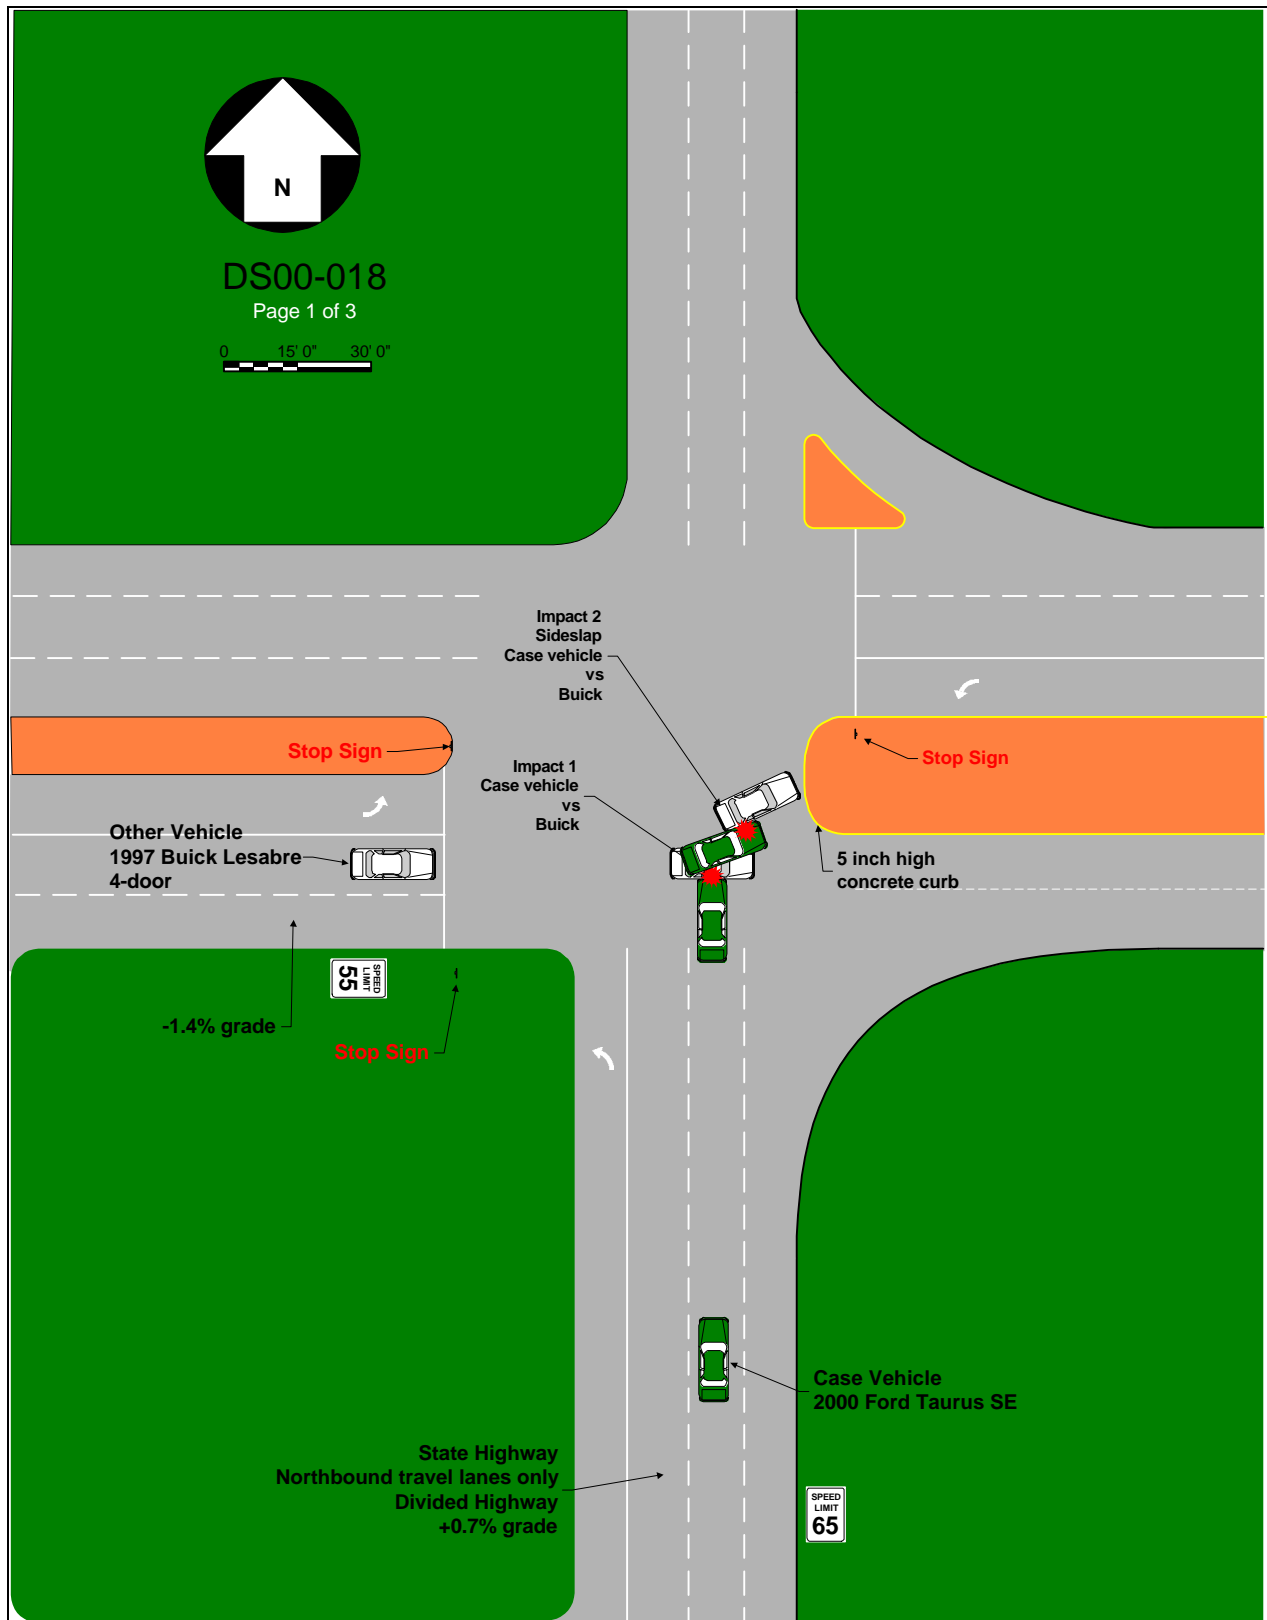 N
DS00-018
Page 1 of 3
0 15' 0" 30' 0"
Impact 2
Sideslap
Case vehicle
vs
Buick
Stop Sign
Stop Sign
Impact 1
Case vehicle
vs
Buick
Other Vehicle
1997 Buick Lesabre
4-door
5 inch high
concrete curb
SPEED
LIMIT
55
-1.4% grade
Stop SIgn
Case Vehicle
2000 Ford Taurus SE
State Highway
Northbound travel lanes only
Divided Highway
+0.7% grade
SPEED
LIMIT
65